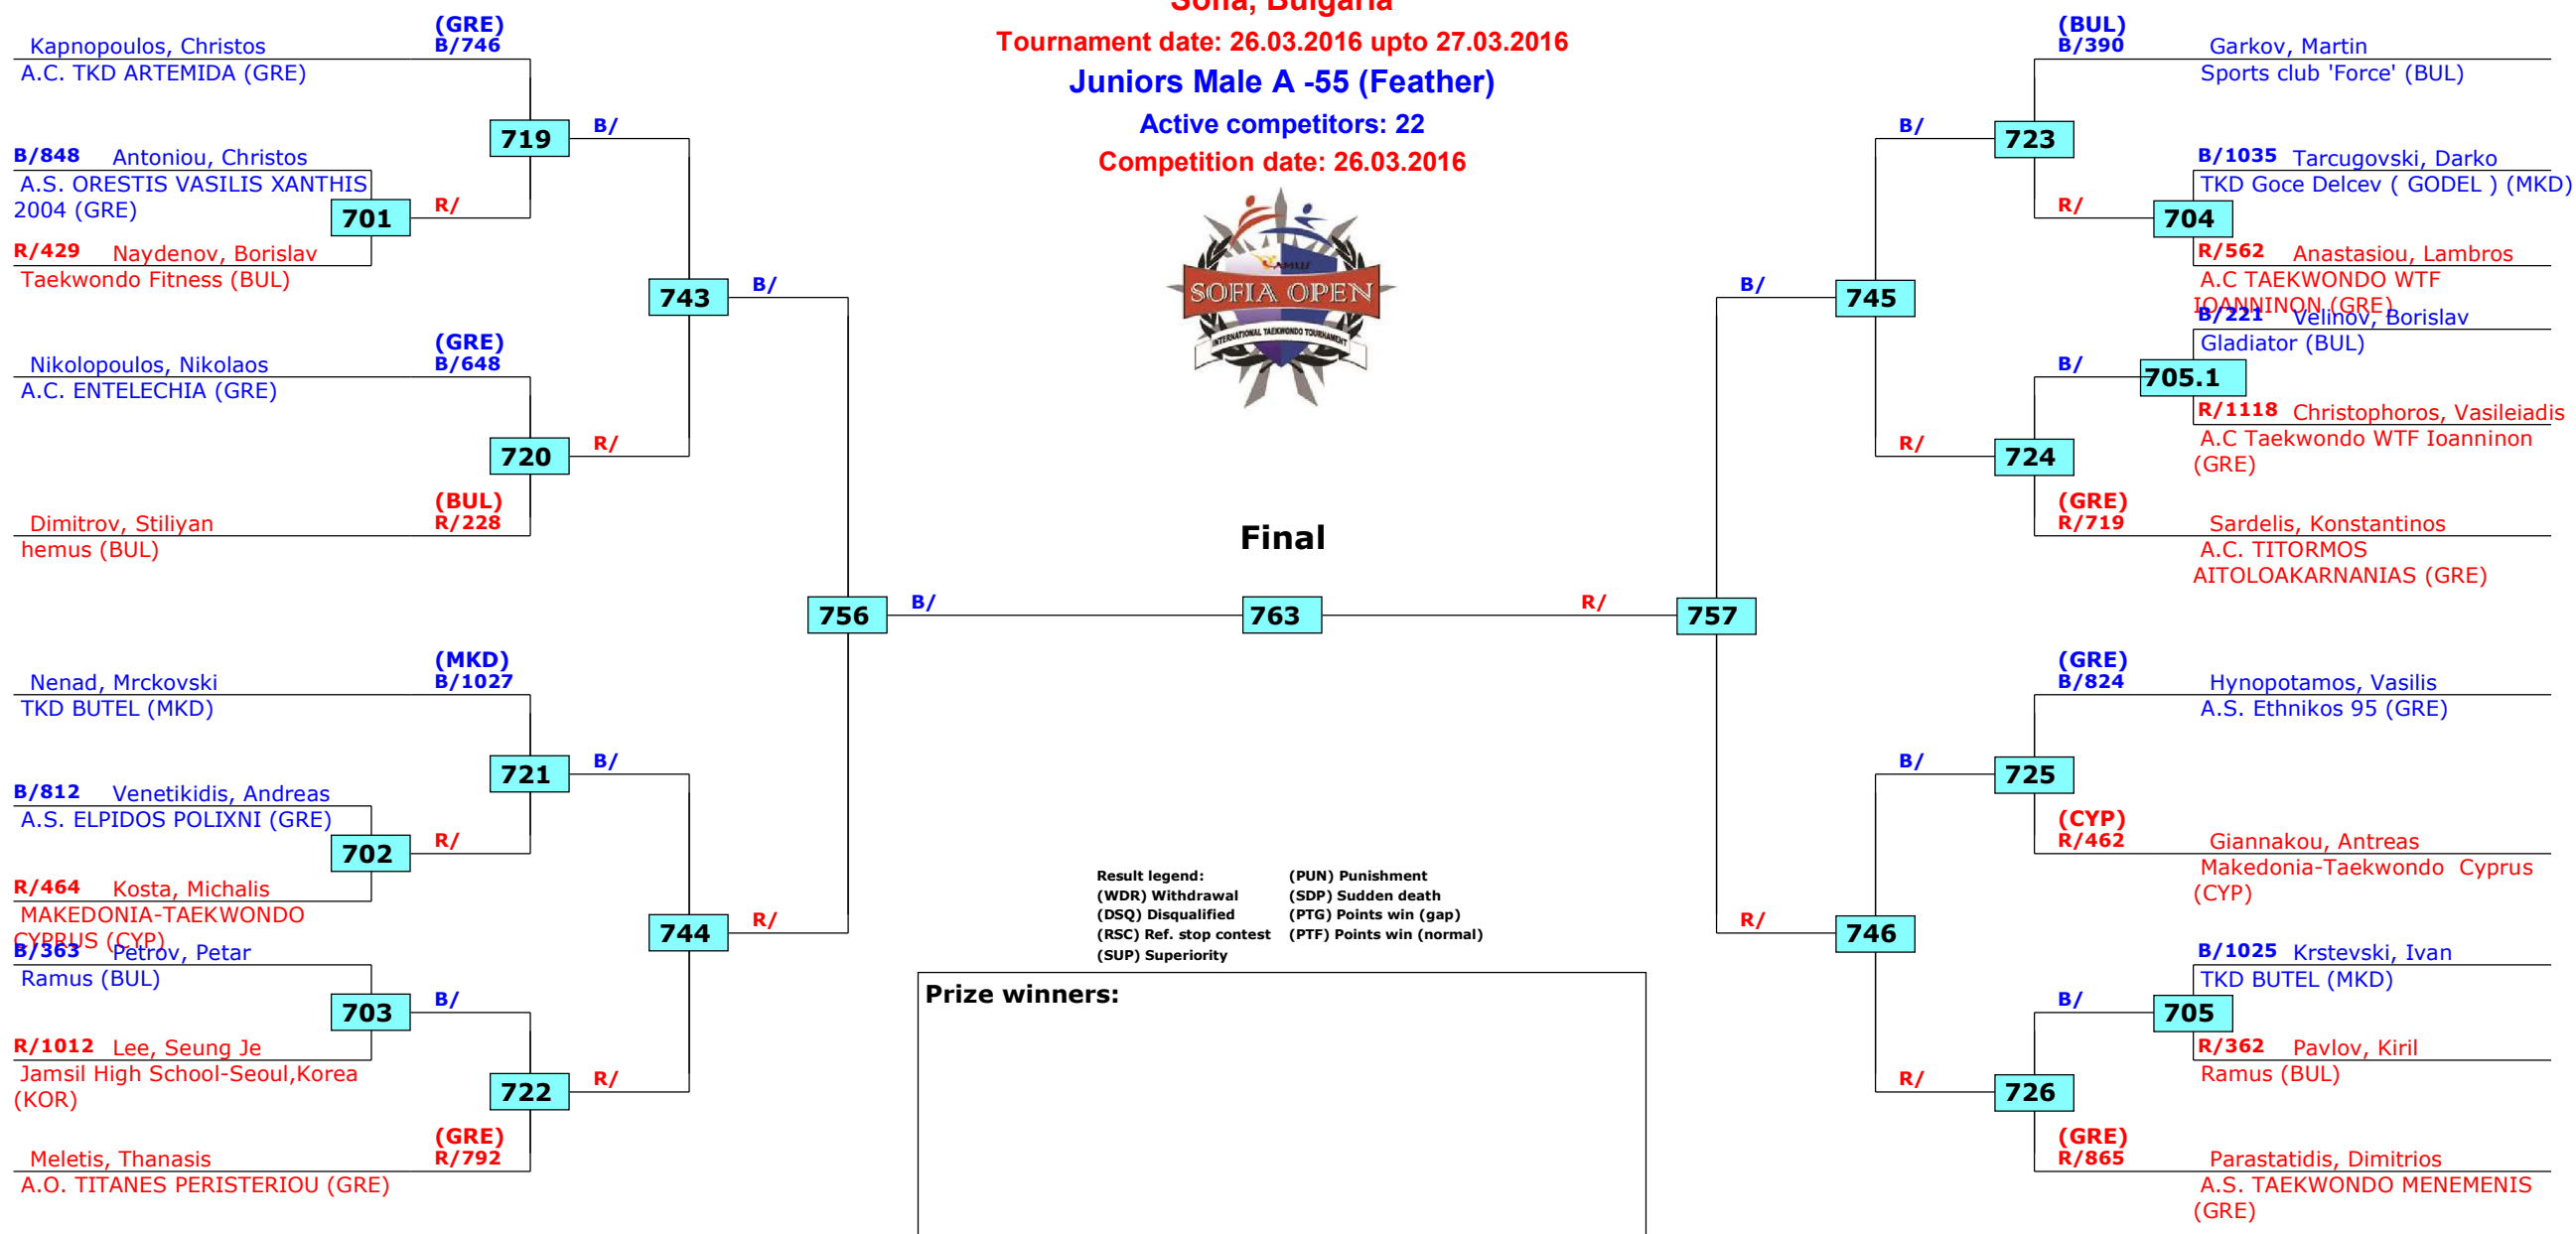 Sofia, Bulgaria
Tournament date: 26.03.2016 upto 27.03.2016
Juniors Male A -55 (Feather)
Active competitors: 22
Competition date: 26.03.2016
RAMUS
SOFIA OPEN
INTERNATIONAL TAEKWONDO TOURNAMENT
(GRE)
Kapnopoulos, Christos B/746
A.C. TKD ARTEMIDA (GRE)
719
B/
B/848 Antoniou, Christos
A.S. ORESTIS VASILIS XANTHIS
2004 (GRE)
701
R/
R/429 Naydenov, Borislav
Taekwondo Fitness (BUL)
743
B/
(GRE)
Nikolopoulos, Nikolaos B/648
A.C. ENTELECHIA (GRE)
720
R/
(BUL)
Dimitrov, Stiliyan R/228
hemus (BUL)
756
B/
(MKD)
Nenad, Mrckovski B/1027
TKD BUTEL (MKD)
721
B/
B/812 Venetikidis, Andreas
A.S. ELPIDOS POLIXNI (GRE)
702
R/
R/464 Kosta, Michalis
MAKEDONIA-TAEKWONDO
CYPRUS (CYP)
744
R/
B/363 Petrov, Petar
Ramus (BUL)
703
B/
R/1012 Lee, Seung Je
Jamsil High School-Seoul,Korea
(KOR)
722
R/
(GRE)
Meletis, Thanasis R/792
A.O. TITANES PERISTERIOU (GRE)
Final
763
R/
757
(BUL)
B/390 Garkov, Martin
Sports club 'Force' (BUL)
B/
723
B/1035 Tarcugovski, Darko
TKD Goce Delcev ( GODEL ) (MKD)
R/
704
R/562 Anastasiou, Lambros
A.C TAEKWONDO WTF
IOANNINON (GRE)
B/
745
B/221 Velinov, Borislav
Gladiator (BUL)
B/
705.1
R/1118 Christophoros, Vasileiadis
A.C Taekwondo WTF Ioanninon
(GRE)
R/
724
(GRE)
R/719 Sardelis, Konstantinos
A.C. TITORMOS
AITOLOAKARNANIAS (GRE)
(GRE)
B/824 Hynopotamos, Vasilis
A.S. Ethnikos 95 (GRE)
B/
725
(CYP)
R/462 Giannakou, Antreas
Makedonia-Taekwondo Cyprus
(CYP)
R/
746
B/1025 Krstevski, Ivan
TKD BUTEL (MKD)
B/
705
R/362 Pavlov, Kiril
Ramus (BUL)
R/
726
(GRE)
R/865 Parastatidis, Dimitrios
A.S. TAEKWONDO MENEMENIS
(GRE)
Result legend: (PUN) Punishment
(WDR) Withdrawal (SDP) Sudden death
(DSQ) Disqualified (PTG) Points win (gap)
(RSC) Ref. stop contest (PTF) Points win (normal)
(SUP) Superiority
Prize winners: